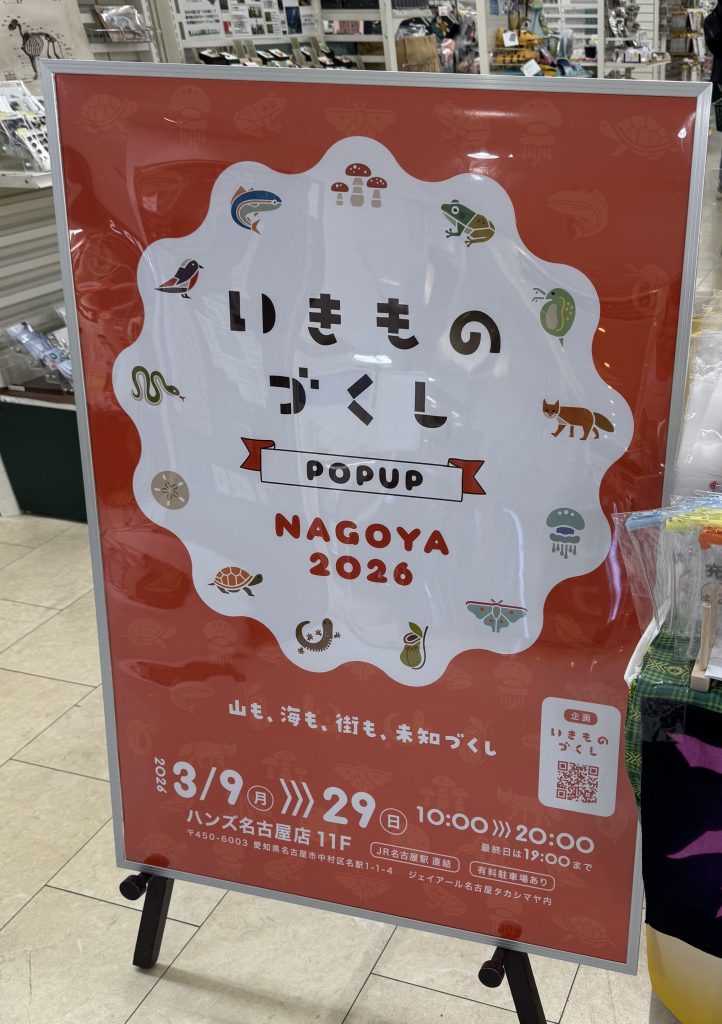 いきもの
づくし
POPUP
NAGOYA
2026
山も、海も、街も、未知づくし
企画
いきもの
づくし
2026
3/9(月)>>>29(日) 10:00>>>20:00
最終日は19:00まで
ハンズ名古屋店 11F
JR名古屋駅 直結
有料駐車場あり
〒450-6003 愛知県名古屋市中村区名駅1-1-4 ジェイアール名古屋タカシマヤ内